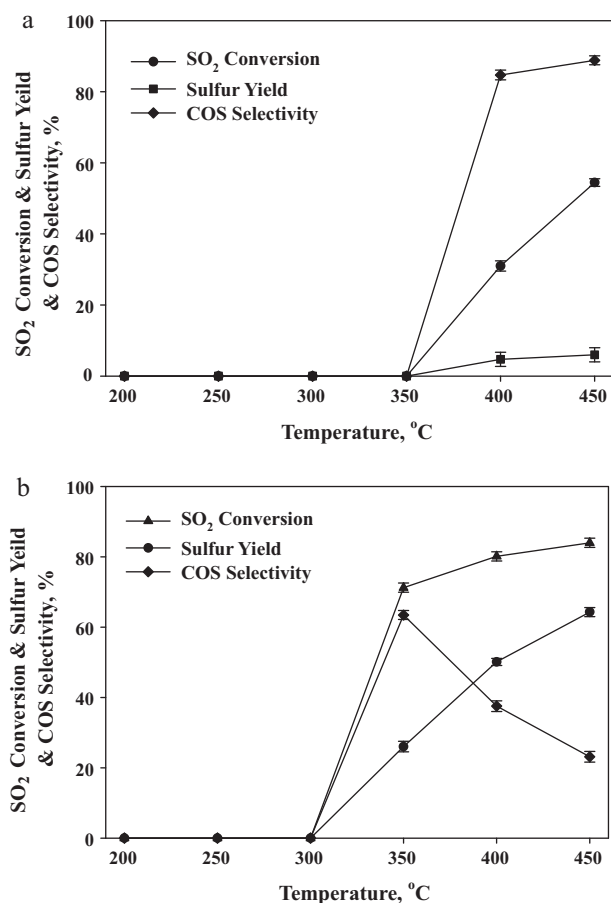 a
100
80
60
40
20
0
SO₂ Conversion & Sulfur Yeild
& COS Selectivity, %
SO₂ Conversion
Sulfur Yield
COS Selectivity
200 250 300 350 400 450
Temperature, °C
b
100
80
60
40
20
0
SO₂ Conversion & Sulfur Yeild
& COS Selectivity, %
SO₂ Conversion
Sulfur Yield
COS Selectivity
200 250 300 350 400 450
Temperature, °C